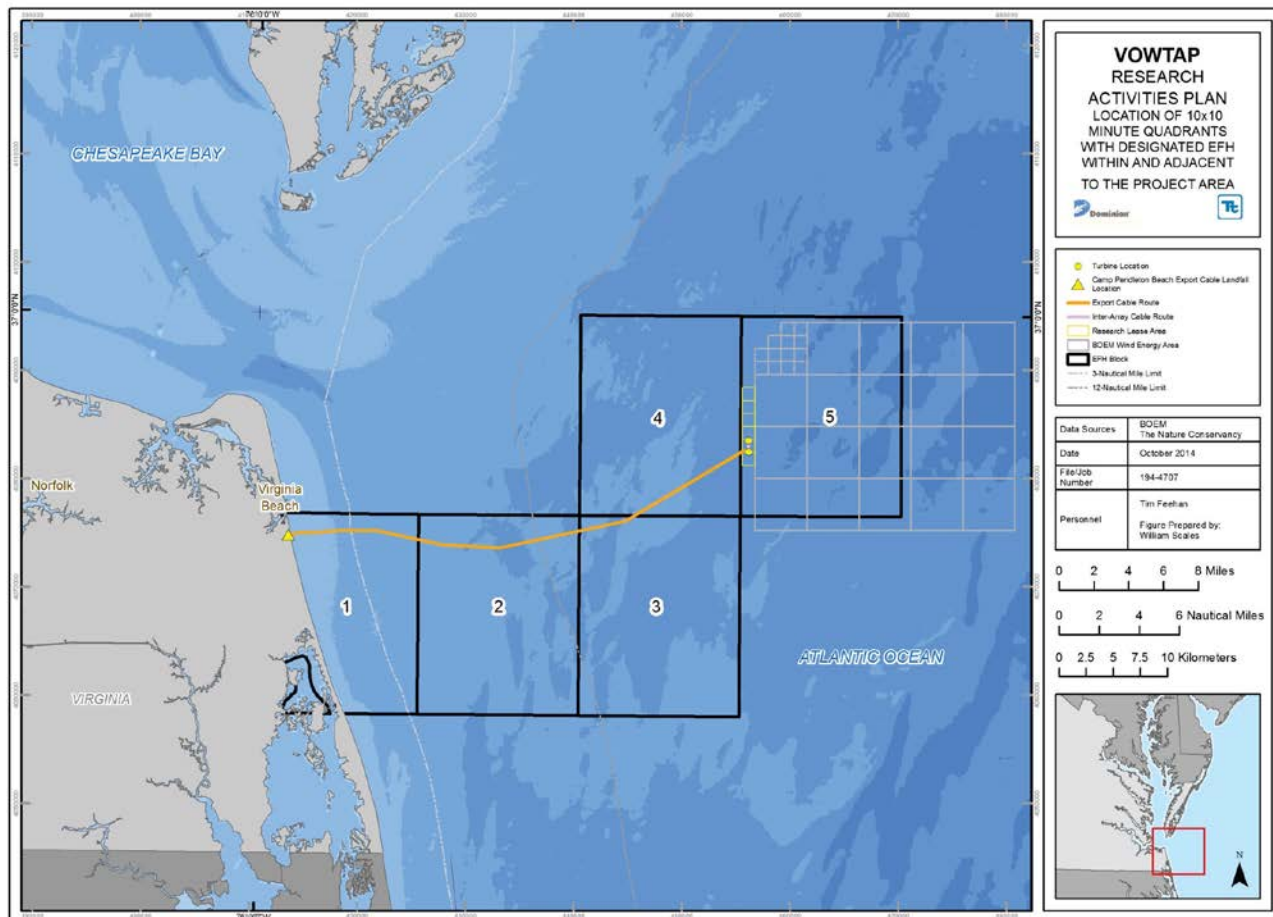 CHESAPEAKE BAY
37°0'0"N
37°0'0"N
4
5
Norfolk
Virginia
Beach
1
2
3
ATLANTIC OCEAN
VIRGINIA
VOWTAP
RESEARCH
ACTIVITIES PLAN
LOCATION OF 10x10
MINUTE QUADRANTS
WITH DESIGNATED EFH
WITHIN AND ADJACENT
TO THE PROJECT AREA
Dominion
Tt
Turbine Location
Camp Pendleton Beach Export Cable Landfall
Location
Export Cable Route
Inter-Array Cable Route
Research Lease Area
BOEM Wind Energy Area
EFH Block
3-Nautical Mile Limit
12-Nautical Mile Limit
Data Sources BOEM
The Nature Conservancy
Date October 2014
File/Job
Number 194-4707
Personnel Tim Feehan
Figure Prepared by:
William Scales
0 2 4 6 8 Miles
0 2 4 6 Nautical Miles
0 2.5 5 7.5 10 Kilometers
N